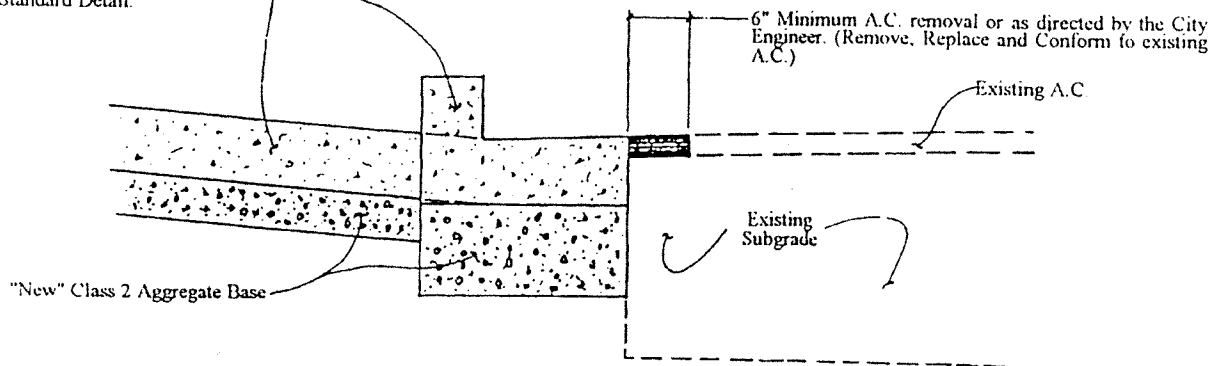 Standard Detail.
6" Minimum A.C. removal or as directed by the City
Engineer. (Remove, Replace and Conform to existing
A.C.)
Existing A.C.
Existing
Subgrade
"New" Class 2 Aggregate Base